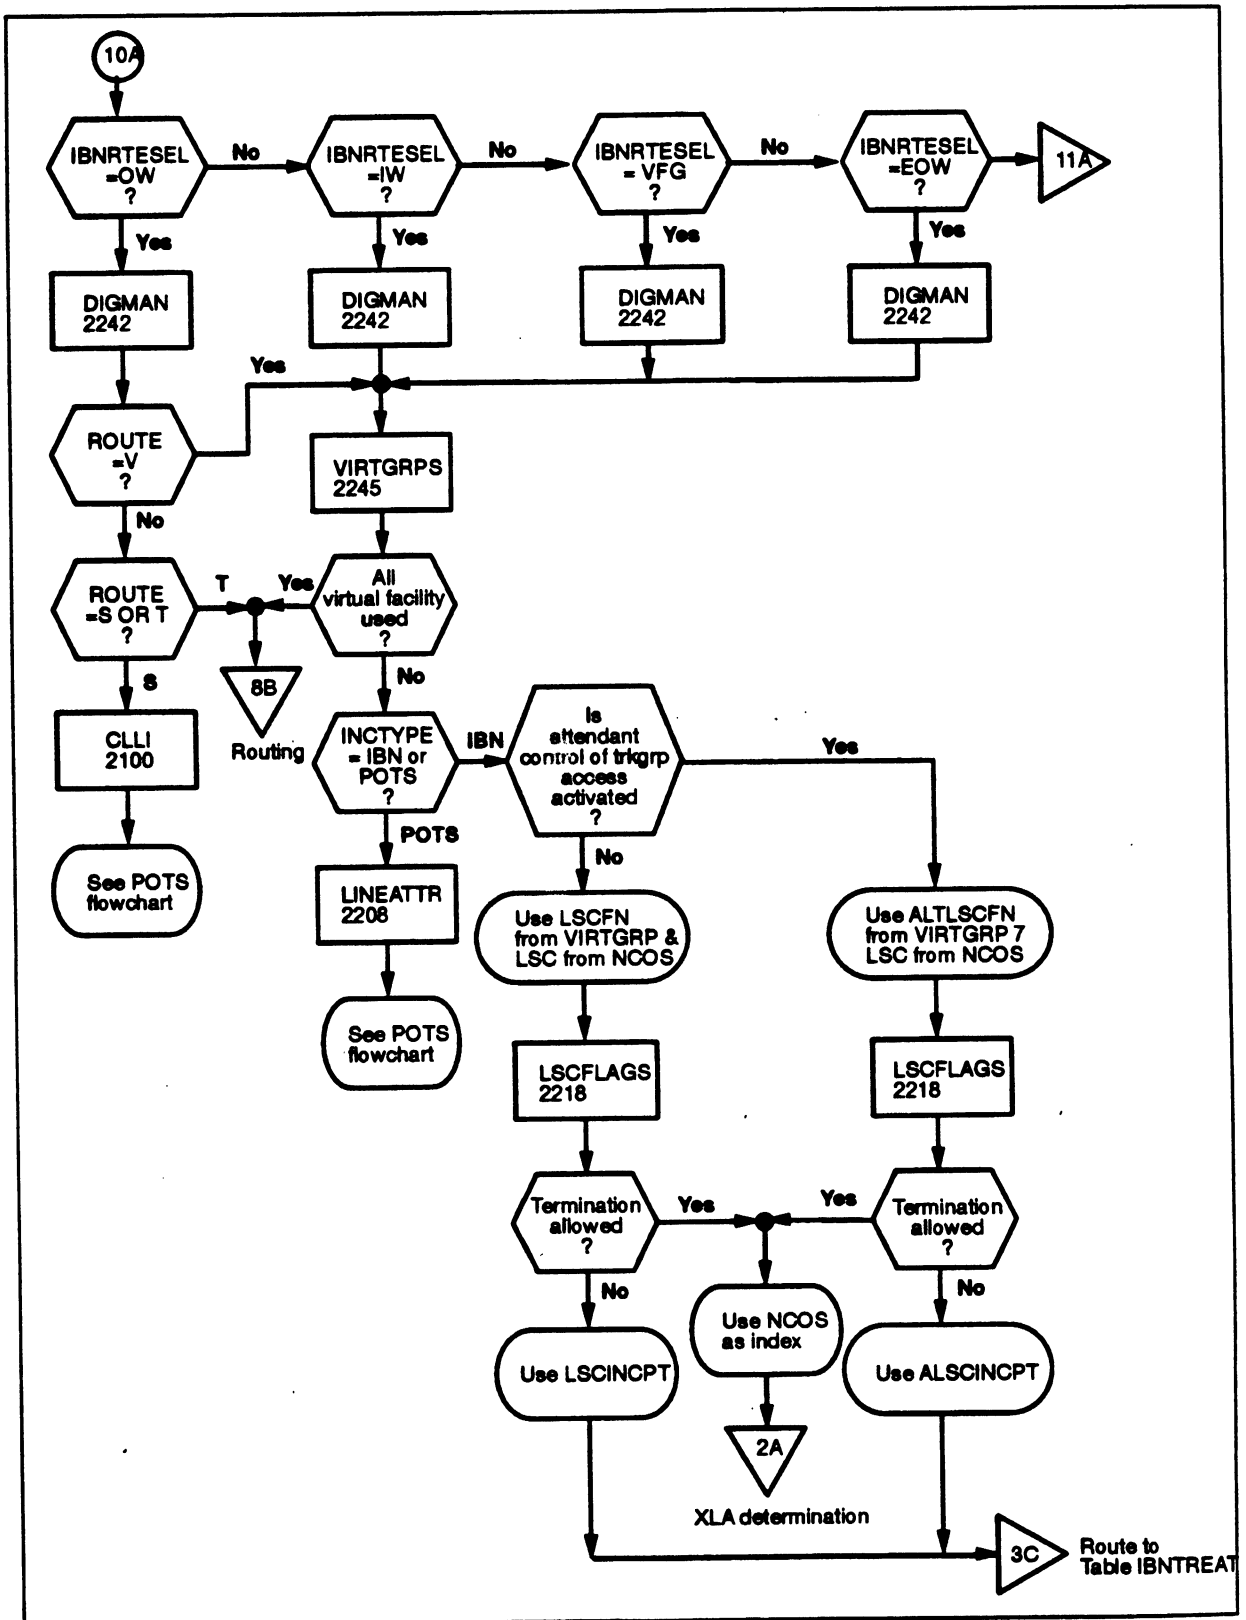 10A
IBNRTESEL
=OW
?
No
IBNRTESEL
=IW
?
No
IBNRTESEL
= VFG
?
No
IBNRTESEL
=EOW
?
11A
Yes
Yes
Yes
Yes
DIGMAN
2242
DIGMAN
2242
DIGMAN
2242
DIGMAN
2242
Yes
ROUTE
=V
?
VIRTGRPS
2245
No
ROUTE
=S OR T
?
T
Yes
All
virtual facility
used
?
S
8B
Routing
No
CLLI
2100
INCTYPE
= IBN or
POTS
?
IBN
Is
attendant
control of trkgrp
access
activated
?
Yes
POTS
No
See POTS
flowchart
LINEATTR
2208
Use LSCFN
from VIRTGRP &
LSC from NCOS
Use ALTLSCFN
from VIRTGRP 7
LSC from NCOS
See POTS
flowchart
LSCFLAGS
2218
LSCFLAGS
2218
Termination
allowed
?
Yes
Yes
Termination
allowed
?
No
No
Use NCOS
as index
Use LSCINCPT
Use ALSCINCPT
2A
XLA determination
3C
Route to
Table IBNTREAT